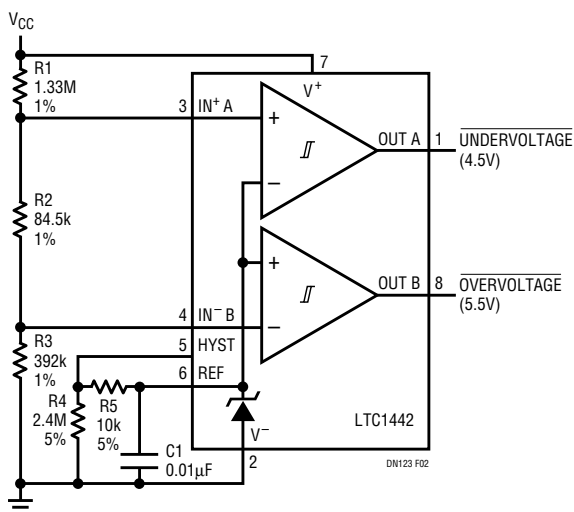 VCC
R1
1.33M
1%
7
V+
3
IN+ A
+
–
OUT A
1
UNDERVOLTAGE
(4.5V)
R2
84.5k
1%
+
–
OUT B
8
OVERVOLTAGE
(5.5V)
4
IN– B
5
HYST
6
REF
R3
392k
1%
R4
2.4M
5%
R5
10k
5%
C1
0.01µF
V–
2
LTC1442
DN123 F02